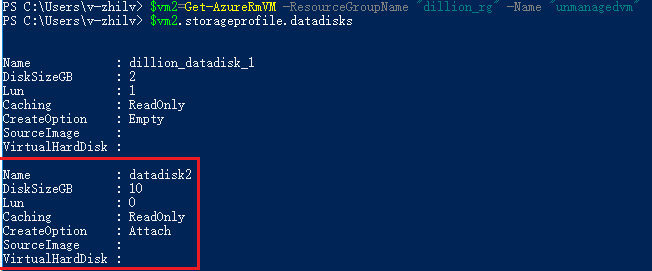 PS C:\Users\v-zhilv> $vm2=Get-AzureRmVM -ResourceGroupName "dillion_rg" -Name "unmanagedvm"
PS C:\Users\v-zhilv> $vm2.storageprofile.datadisks
Name : dillion_datadisk_1
DiskSizeGB : 2
Lun : 1
Caching : ReadOnly
CreateOption : Empty
SourceImage :
VirtualHardDisk :
Name : datadisk2
DiskSizeGB : 10
Lun : 0
Caching : ReadOnly
CreateOption : Attach
SourceImage :
VirtualHardDisk :